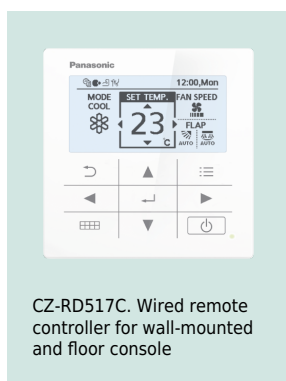 Panasonic
12:00,Mon
MODE SET TEMP. FAN SPEED
COOL
23
FLAP
°C AUTO AUTO
CZ-RD517C. Wired remote
controller for wall-mounted
and floor console